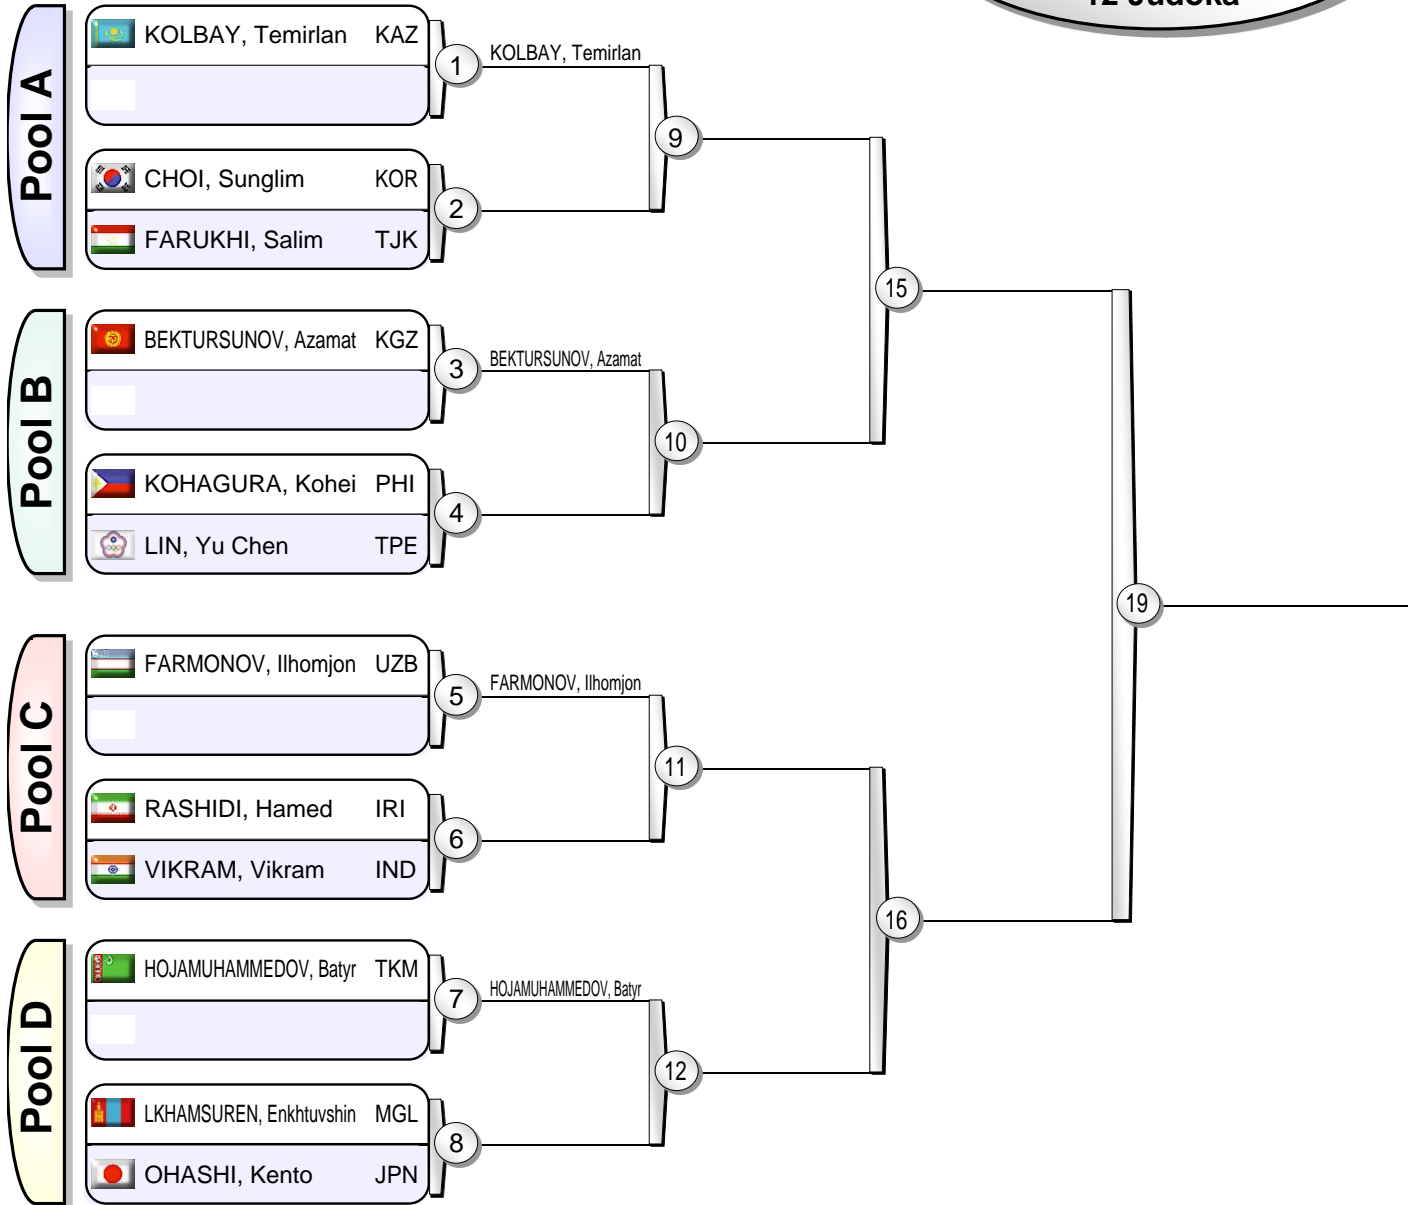 12 Judoka
Pool A
KOLBAY, Temirlan KAZ
1
KOLBAY, Temirlan
9
CHOI, Sunglim KOR
2
FARUKHI, Salim TJK
15
Pool B
BEKTURSUNOV, Azamat KGZ
3
BEKTURSUNOV, Azamat
10
KOHAGURA, Kohei PHI
4
LIN, Yu Chen TPE
19
Pool C
FARMONOV, Ilhomjon UZB
5
FARMONOV, Ilhomjon
11
RASHIDI, Hamed IRI
6
VIKRAM, Vikram IND
16
Pool D
HOJAMUHAMMEDOV, Batyr TKM
7
HOJAMUHAMMEDOV, Batyr
12
LKHAMSUREN, Enkhtuvshin MGL
8
OHASHI, Kento JPN